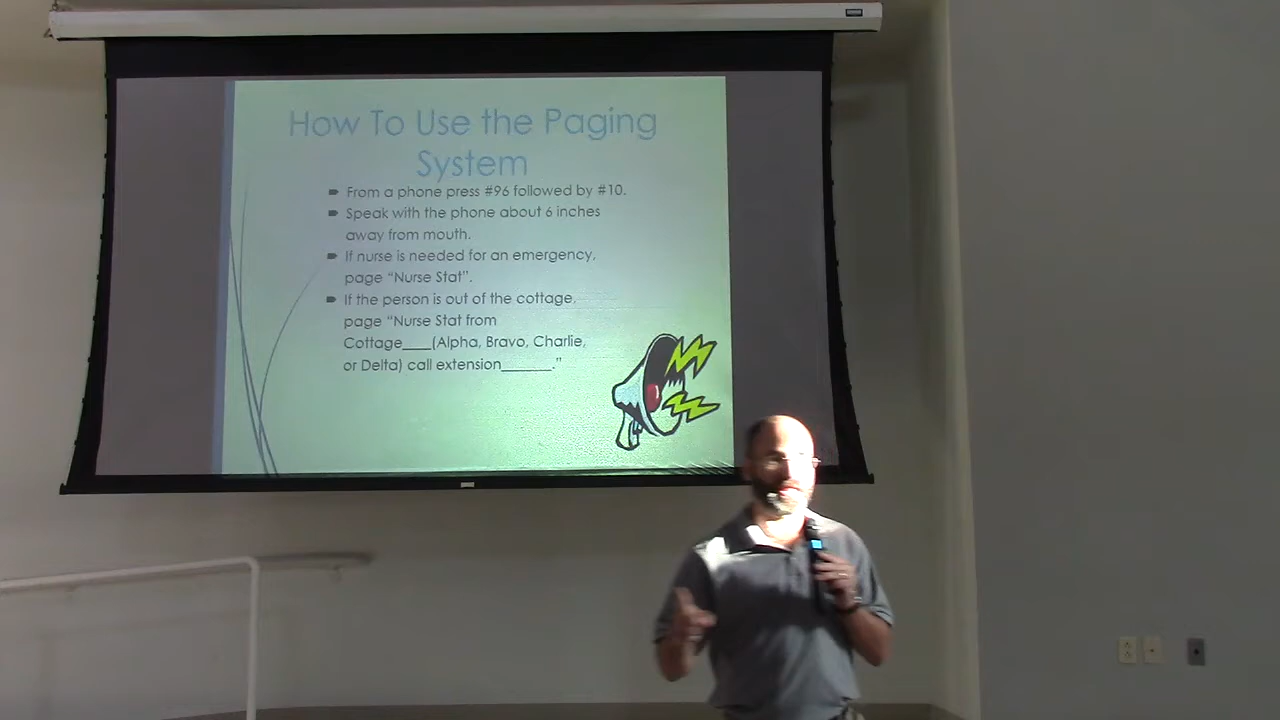 How To Use the Paging
System
From a phone press #96 followed by #10.
Speak with the phone about 6 inches
away from mouth.
If nurse is needed for an emergency,
page “Nurse Stat”.
If the person is out of the cottage,
page “Nurse Stat from
Cottage___(Alpha, Bravo, Charlie,
or Delta) call extension______.”